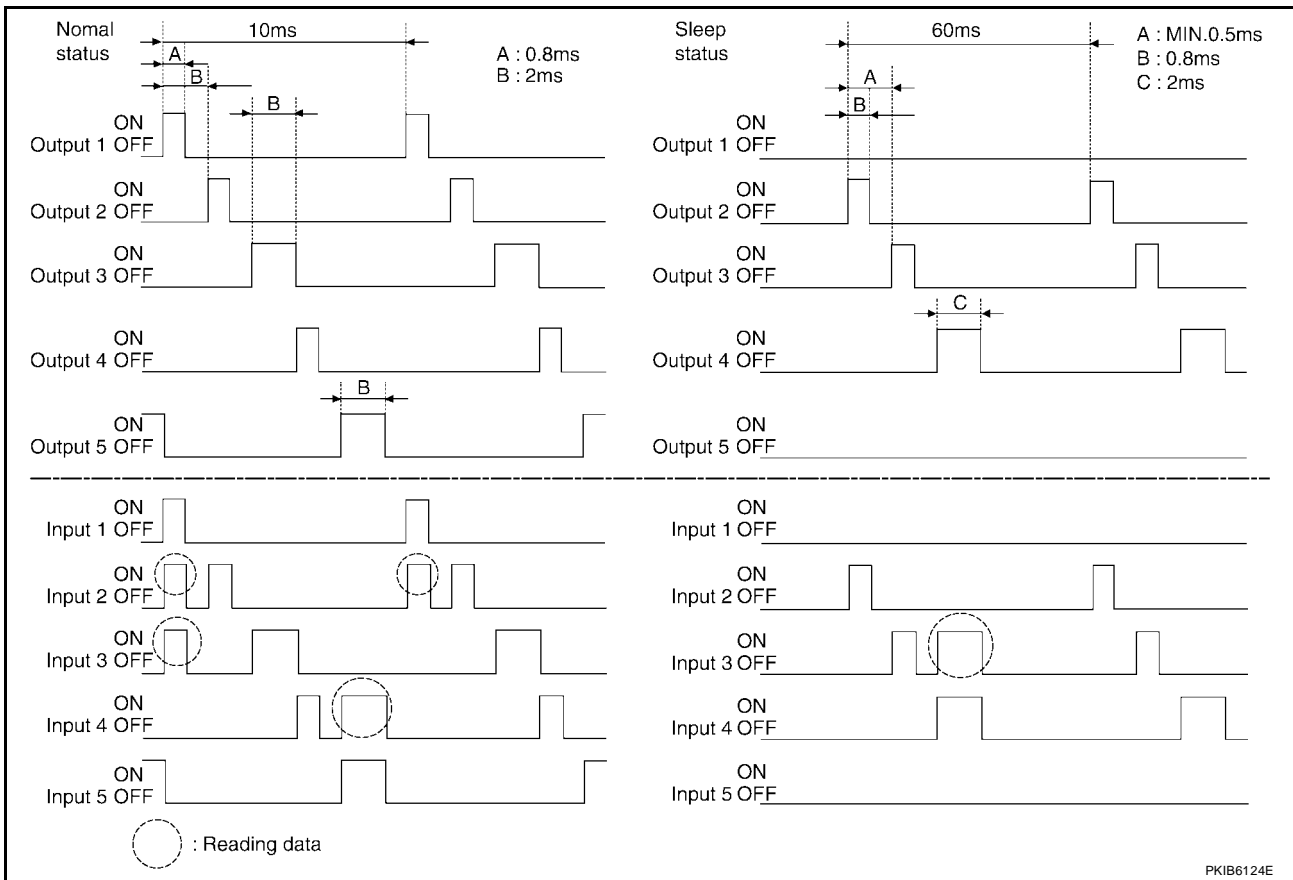 Nomal
status
10ms
A
B
A : 0.8ms
B : 2ms
B
ON
Output 1 OFF
ON
Output 2 OFF
ON
Output 3 OFF
ON
Output 4 OFF
B
ON
Output 5 OFF
Sleep
status
60ms
A : MIN.0.5ms
B : 0.8ms
C : 2ms
A
B
ON
Output 1 OFF
ON
Output 2 OFF
ON
Output 3 OFF
C
ON
Output 4 OFF
ON
Output 5 OFF
ON
Input 1 OFF
ON
Input 2 OFF
ON
Input 3 OFF
ON
Input 4 OFF
ON
Input 5 OFF
: Reading data
ON
Input 1 OFF
ON
Input 2 OFF
ON
Input 3 OFF
ON
Input 4 OFF
ON
Input 5 OFF
PKIB6124E